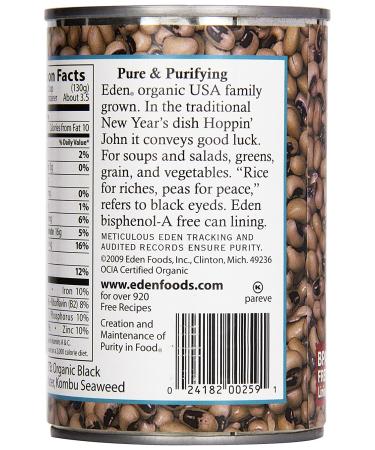 on Facts
(130g)
About 3.5
Calories from Fat 10
% Daily Value*
2%
0%
0%
1%
6%
5%
16%
12%
Iron 10%
(B2) 8%
Phosphorus 10%
Zinc 10%
Organic Black
Kombu Seaweed
Pure & Purifying
Eden® organic USA family
grown. In the traditional
New Year's dish Hoppin'
John it conveys good luck.
For soups and salads, greens,
grain, and vegetables. "Rice
for riches, peas for peace,"
refers to black eyeds. Eden
bisphenol-A free can lining.
METICULOUS EDEN TRACKING AND
AUDITED RECORDS ENSURE PURITY.
©2009 Eden Foods, Inc., Clinton, Mich. 49236
OCIA Certified Organic
www.edenfoods.com
for over 920
Free Recipes
Creation and
Maintenance of
Purity in Food®
K
pareve
0 24182 00259 1